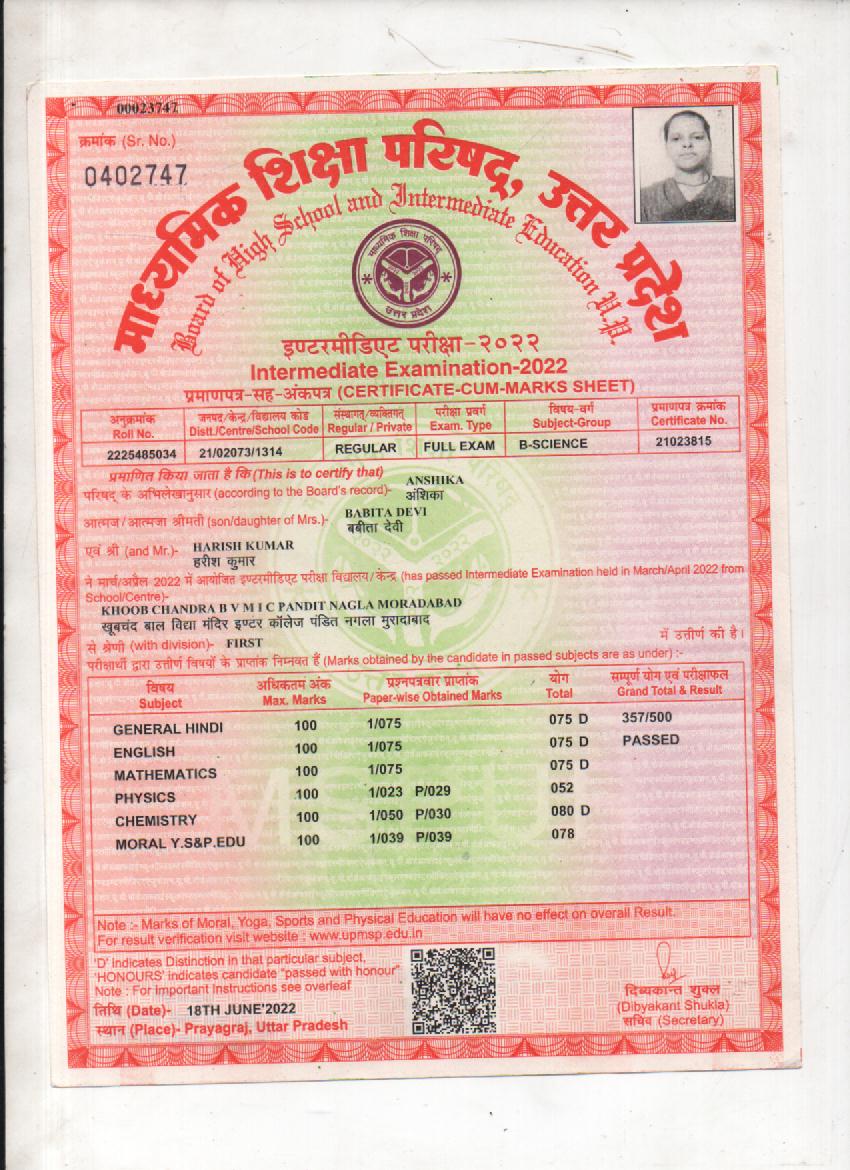 00023747
क्रमांक (Sr. No.)
0402747
माध्यमिक शिक्षा परिषद्, उत्तर प्रदेश
Board of High School and Intermediate Education U.P.
माध्यमिक शिक्षा परिषद्
उत्तर प्रदेश
इण्टरमीडिएट परीक्षा-२०२२
Intermediate Examination-2022
प्रमाणपत्र-सह-अंकपत्र (CERTIFICATE-CUM-MARKS SHEET)
अनुक्रमांक जनपद/केन्द्र/विद्यालय कोड संस्थागत्/व्यक्तिगत् परीक्षा प्रवर्ग विषय-वर्ग प्रमाणपत्र क्रमांक
Roll No. Distt./Centre/School Code Regular / Private Exam. Type Subject-Group Certificate No.
2225485034 21/02073/1314 REGULAR FULL EXAM B-SCIENCE 21023815
प्रमाणित किया जाता है कि (This is to certify that)
परिषद् के अभिलेखानुसार (according to the Board's record)- ANSHIKA
अंशिका
आत्मज/आत्मजा श्रीमती (son/daughter of Mrs.)- BABITA DEVI
बबीता देवी
एवं श्री (and Mr.)- HARISH KUMAR
हरीश कुमार
ने मार्च/अप्रैल 2022 में आयोजित इण्टरमीडिएट परीक्षा विद्यालय/केन्द्र (has passed Intermediate Examination held in March/April 2022 from
School/Centre)-
KHOOB CHANDRA B V M I C PANDIT NAGLA MORADABAD
खूबचंद बाल विद्या मंदिर इण्टर कॉलेज पंडित नगला मुरादाबाद
से श्रेणी (with division)- FIRST में उत्तीर्ण की है।
परीक्षार्थी द्वारा उत्तीर्ण विषयों के प्राप्तांक निम्नवत हैं (Marks obtained by the candidate in passed subjects are as under) :-
विषय अधिकतम अंक प्रश्नपत्रवार प्राप्तांक योग सम्पूर्ण योग एवं परीक्षाफल
Subject Max. Marks Paper-wise Obtained Marks Total Grand Total & Result
GENERAL HINDI 100 1/075 075 D 357/500
ENGLISH 100 1/075 075 D PASSED
MATHEMATICS 100 1/075 075 D
PHYSICS 100 1/023 P/029 052
CHEMISTRY 100 1/050 P/030 080 D
MORAL Y.S&P.EDU 100 1/039 P/039 078
Note :- Marks of Moral, Yoga, Sports and Physical Education will have no effect on overall Result.
For result verification visit website : www.upmsp.edu.in
'D' indicates Distinction in that particular subject,
'HONOURS' indicates candidate "passed with honour"
Note : For Important Instructions see overleaf
तिथि (Date)- 18TH JUNE'2022
स्थान (Place)- Prayagraj, Uttar Pradesh
दिव्यकान्त शुक्ल
(Dibyakant Shukla)
सचिव (Secretary)